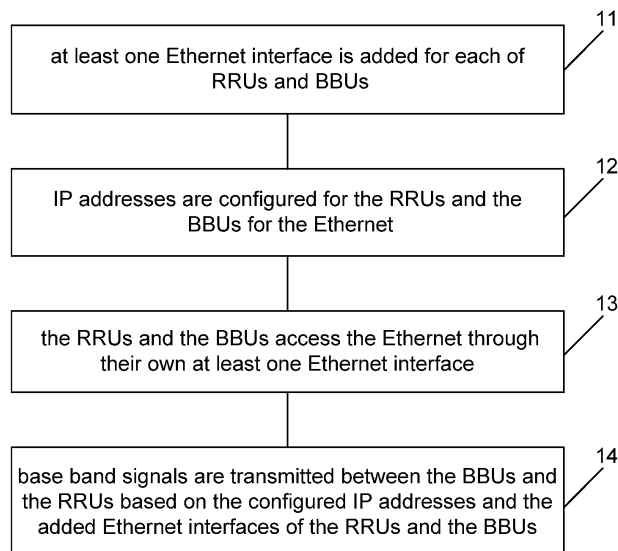 11
at least one Ethernet interface is added for each of
RRUs and BBUs
12
IP addresses are configured for the RRUs and the
BBUs for the Ethernet
13
the RRUs and the BBUs access the Ethernet through
their own at least one Ethernet interface
14
base band signals are transmitted between the BBUs and
the RRUs based on the configured IP addresses and the
added Ethernet interfaces of the RRUs and the BBUs